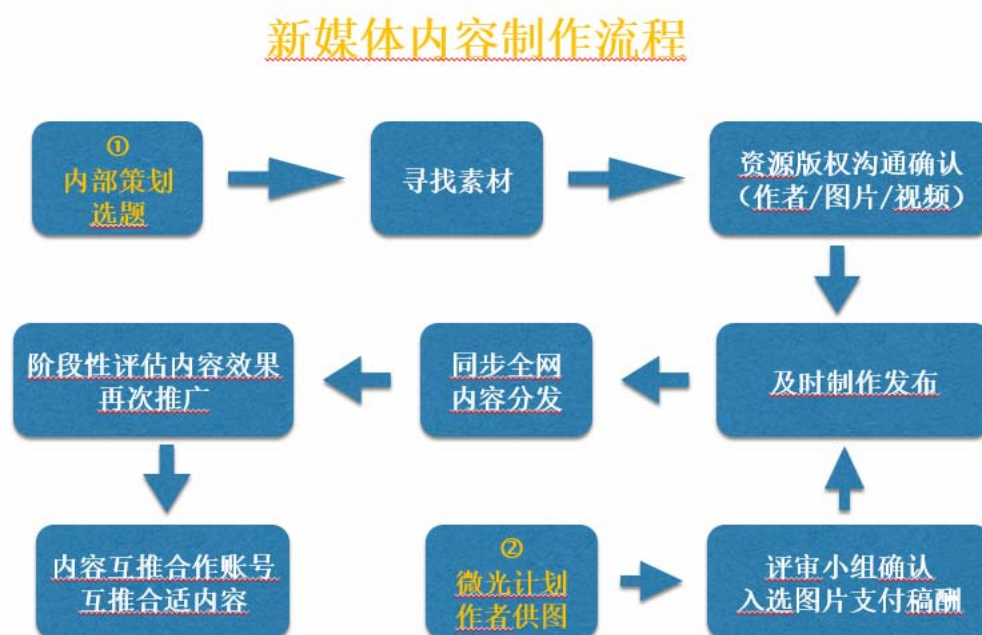 新媒体内容制作流程
①
内部策划
选题
寻找素材
资源版权沟通确认
（作者/图片/视频）
阶段性评估内容效果
再次推广
同步全网
内容分发
及时制作发布
内容互推合作账号
互推合适内容
②
微光计划
作者供图
评审小组确认
入选图片支付稿酬